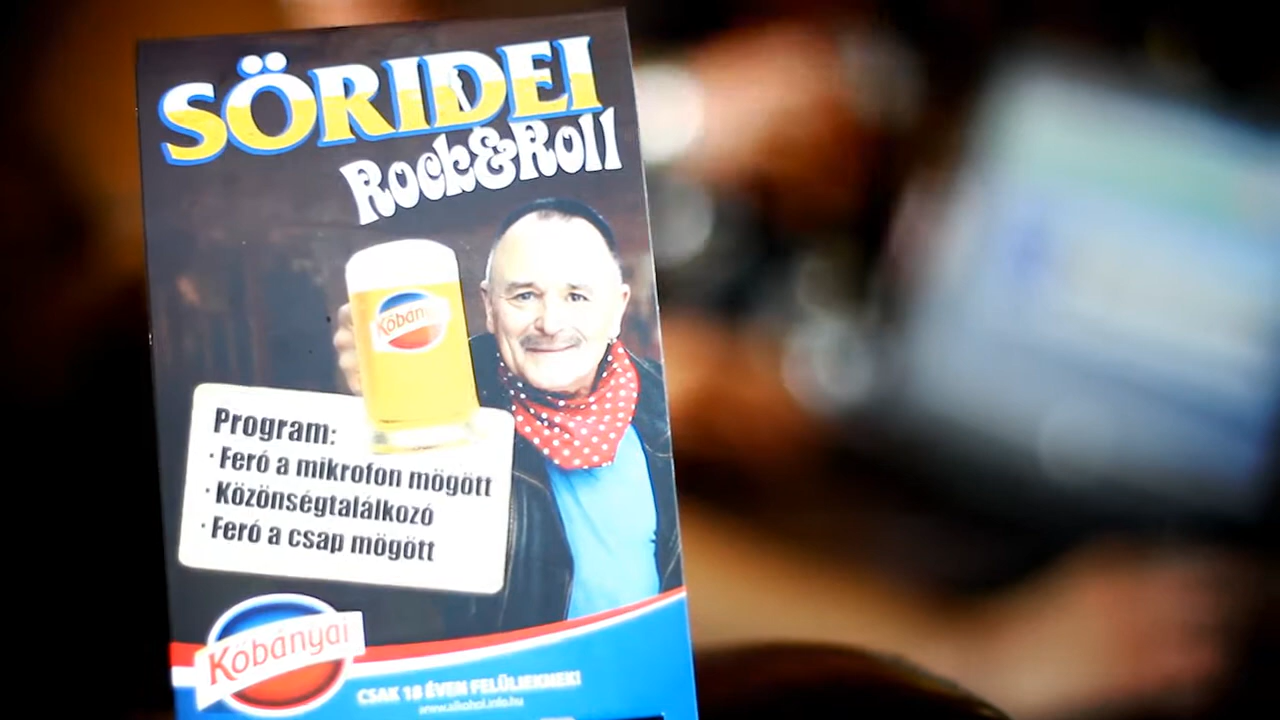 SÖRIDEI
Rock&Roll
Kőbányai
Program:
· Feró a mikrofon mögött
· Közönségtalálkozó
· Feró a csap mögött
Kőbányai
CSAK 18 ÉVEN FELÜLIEKNEK!
www.alkohol.info.hu